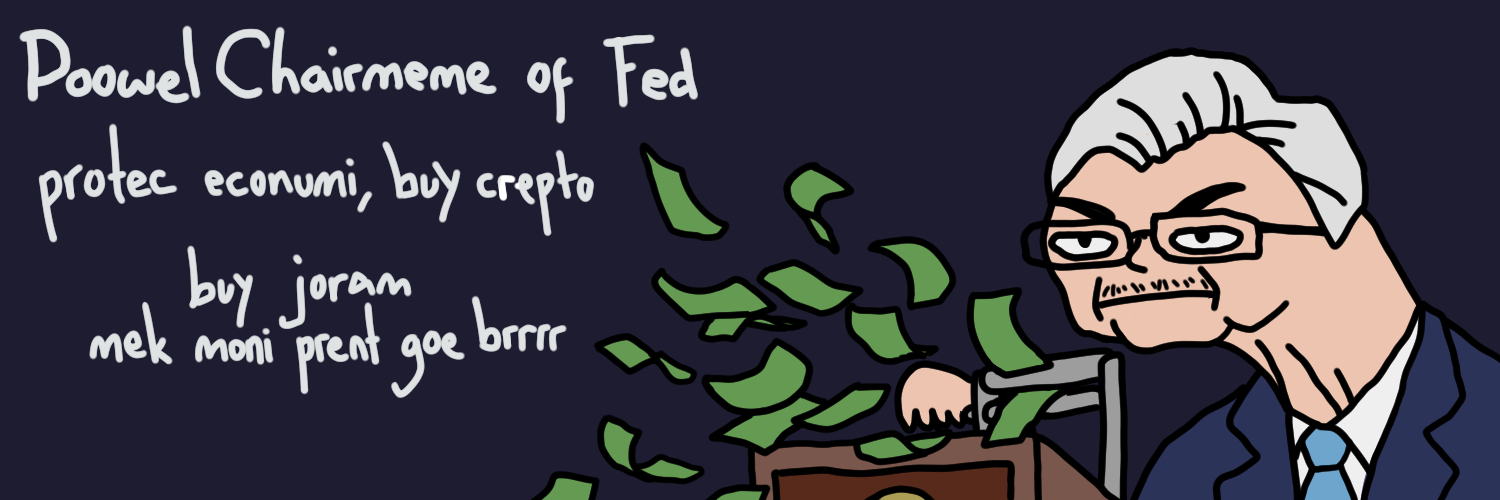 Poowel Chairmeme of Fed
protec econumi, buy crepto
buy joram
mek moni prent goe brrrr